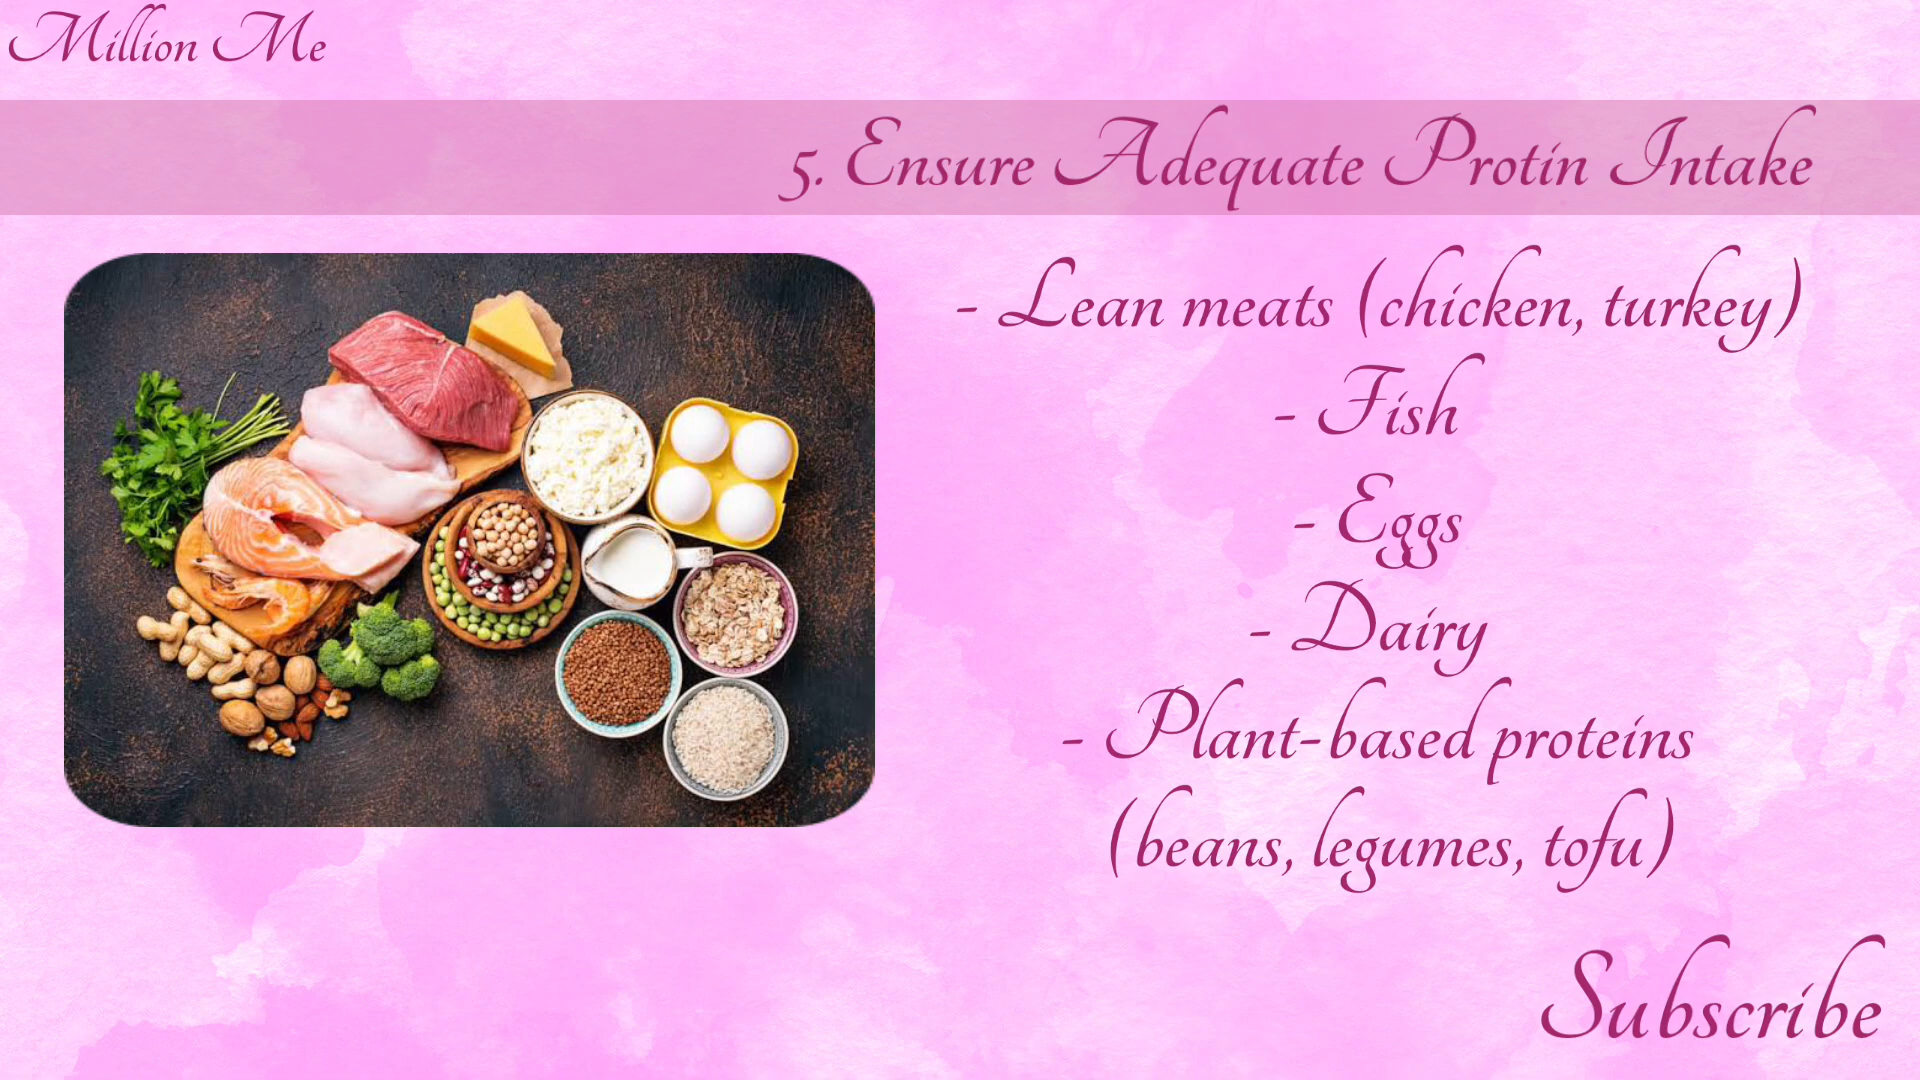 Million Me
5. Ensure Adequate Protin Intake
- Lean meats (chicken, turkey)
- Fish
- Eggs
- Dairy
- Plant-based proteins
(beans, legumes, tofu)
Subscribe